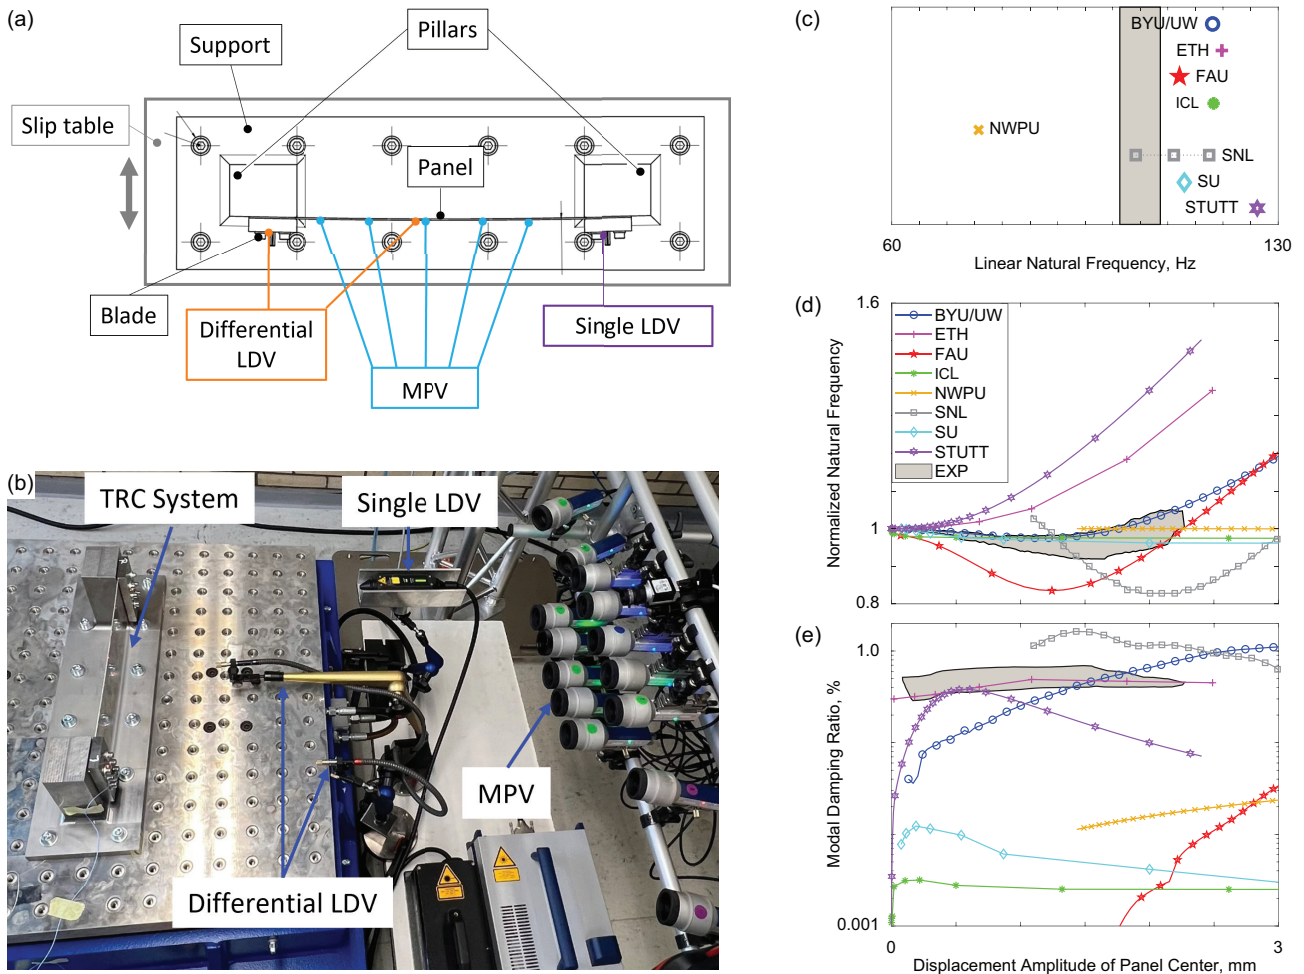 (a)
Support
Pillars
Slip table
Panel
Blade
Differential
LDV
MPV
Single LDV
(b)
TRC System
Single LDV
MPV
Differential LDV
(c)
BYU/UW
ETH
FAU
ICL
NWPU
SNL
SU
STUTT
60
130
Linear Natural Frequency, Hz
(d)
1.6
1
0.8
Normalized Natural Frequency
BYU/UW
ETH
FAU
ICL
NWPU
SNL
SU
STUTT
EXP
(e)
1.0
0.001
Modal Damping Ratio, %
0
3
Displacement Amplitude of Panel Center, mm